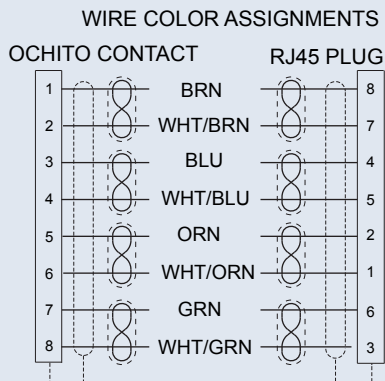 WIRE COLOR ASSIGNMENTS
OCHITO CONTACT RJ45 PLUG
1 BRN 8
2 WHT/BRN 7
3 BLU 4
4 WHT/BLU 5
5 ORN 2
6 WHT/ORN 1
7 GRN 6
8 WHT/GRN 3